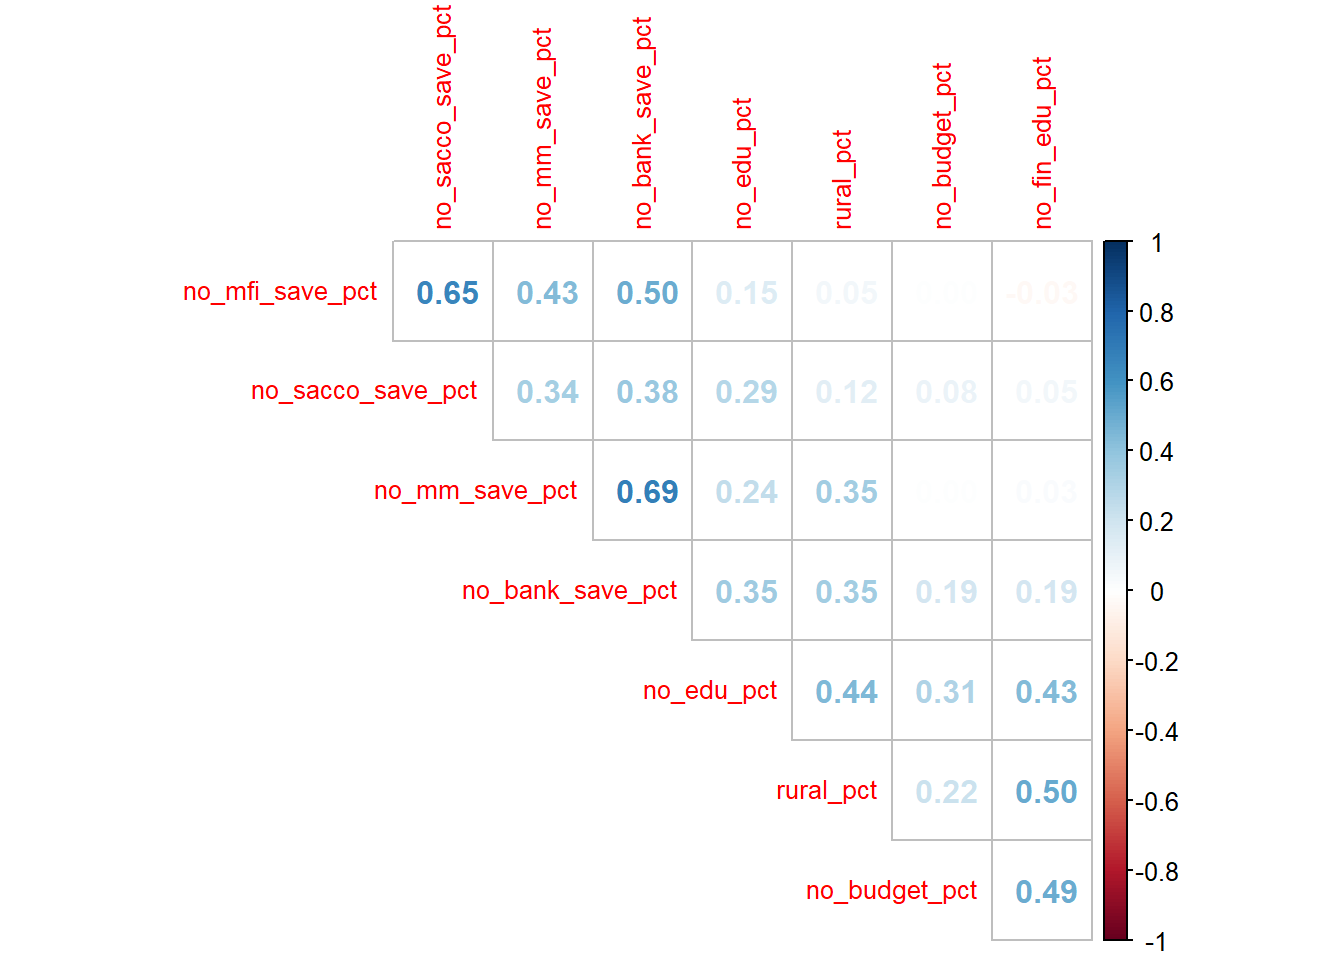 no_sacco_save_pct
no_mm_save_pct
no_bank_save_pct
no_edu_pct
rural_pct
no_budget_pct
no_fin_edu_pct
no_mfi_save_pct 0.65 0.43 0.50 0.15 0.05 -0.03
no_sacco_save_pct 0.34 0.38 0.29 0.12 0.08 0.05
no_mm_save_pct 0.69 0.24 0.35 0.03
no_bank_save_pct 0.35 0.35 0.19 0.19
no_edu_pct 0.44 0.31 0.43
rural_pct 0.22 0.50
no_budget_pct 0.49
1
0.8
0.6
0.4
0.2
0
-0.2
-0.4
-0.6
-0.8
-1